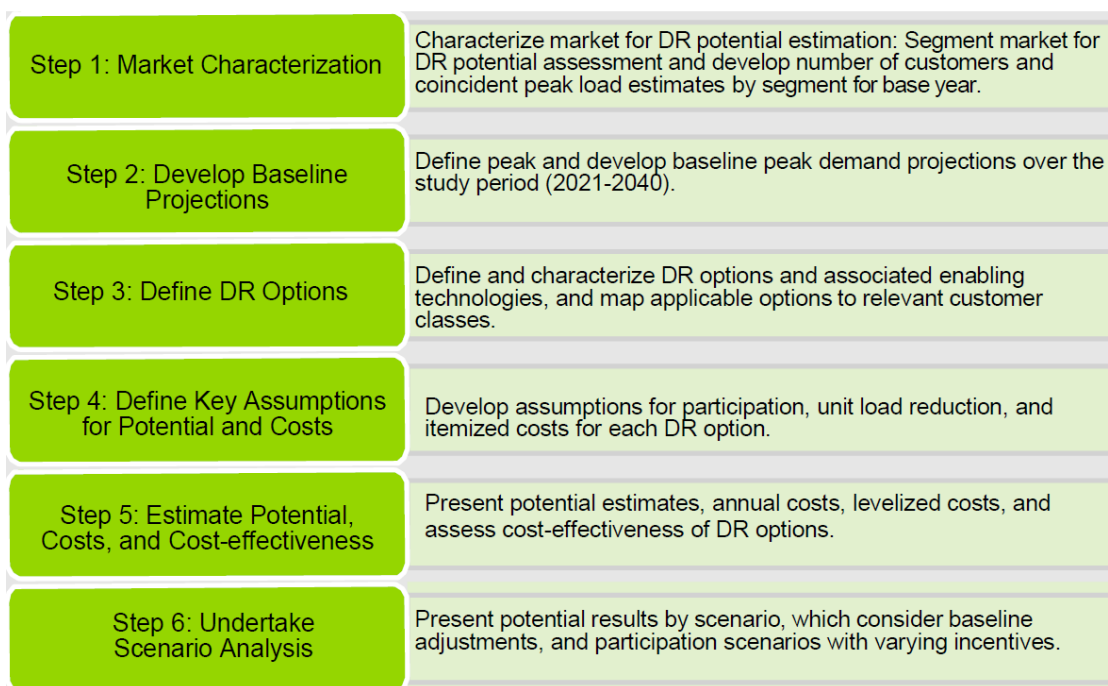 Step 1: Market Characterization
Characterize market for DR potential estimation: Segment market for
DR potential assessment and develop number of customers and
coincident peak load estimates by segment for base year.
Step 2: Develop Baseline
Projections
Define peak and develop baseline peak demand projections over the
study period (2021-2040).
Step 3: Define DR Options
Define and characterize DR options and associated enabling
technologies, and map applicable options to relevant customer
classes.
Step 4: Define Key Assumptions
for Potential and Costs
Develop assumptions for participation, unit load reduction, and
itemized costs for each DR option.
Step 5: Estimate Potential,
Costs, and Cost-effectiveness
Present potential estimates, annual costs, levelized costs, and
assess cost-effectiveness of DR options.
Step 6: Undertake
Scenario Analysis
Present potential results by scenario, which consider baseline
adjustments, and participation scenarios with varying incentives.